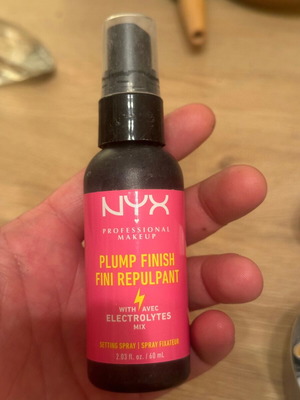 NYX
PROFESSIONAL
MAKEUP
PLUMP FINISH
FINI REPULPANT
WITH AVEC
ELECTROLYTES
MIX
SETTING SPRAY | SPRAY FIXATEUR
2.03 fl. oz. / 60 mL